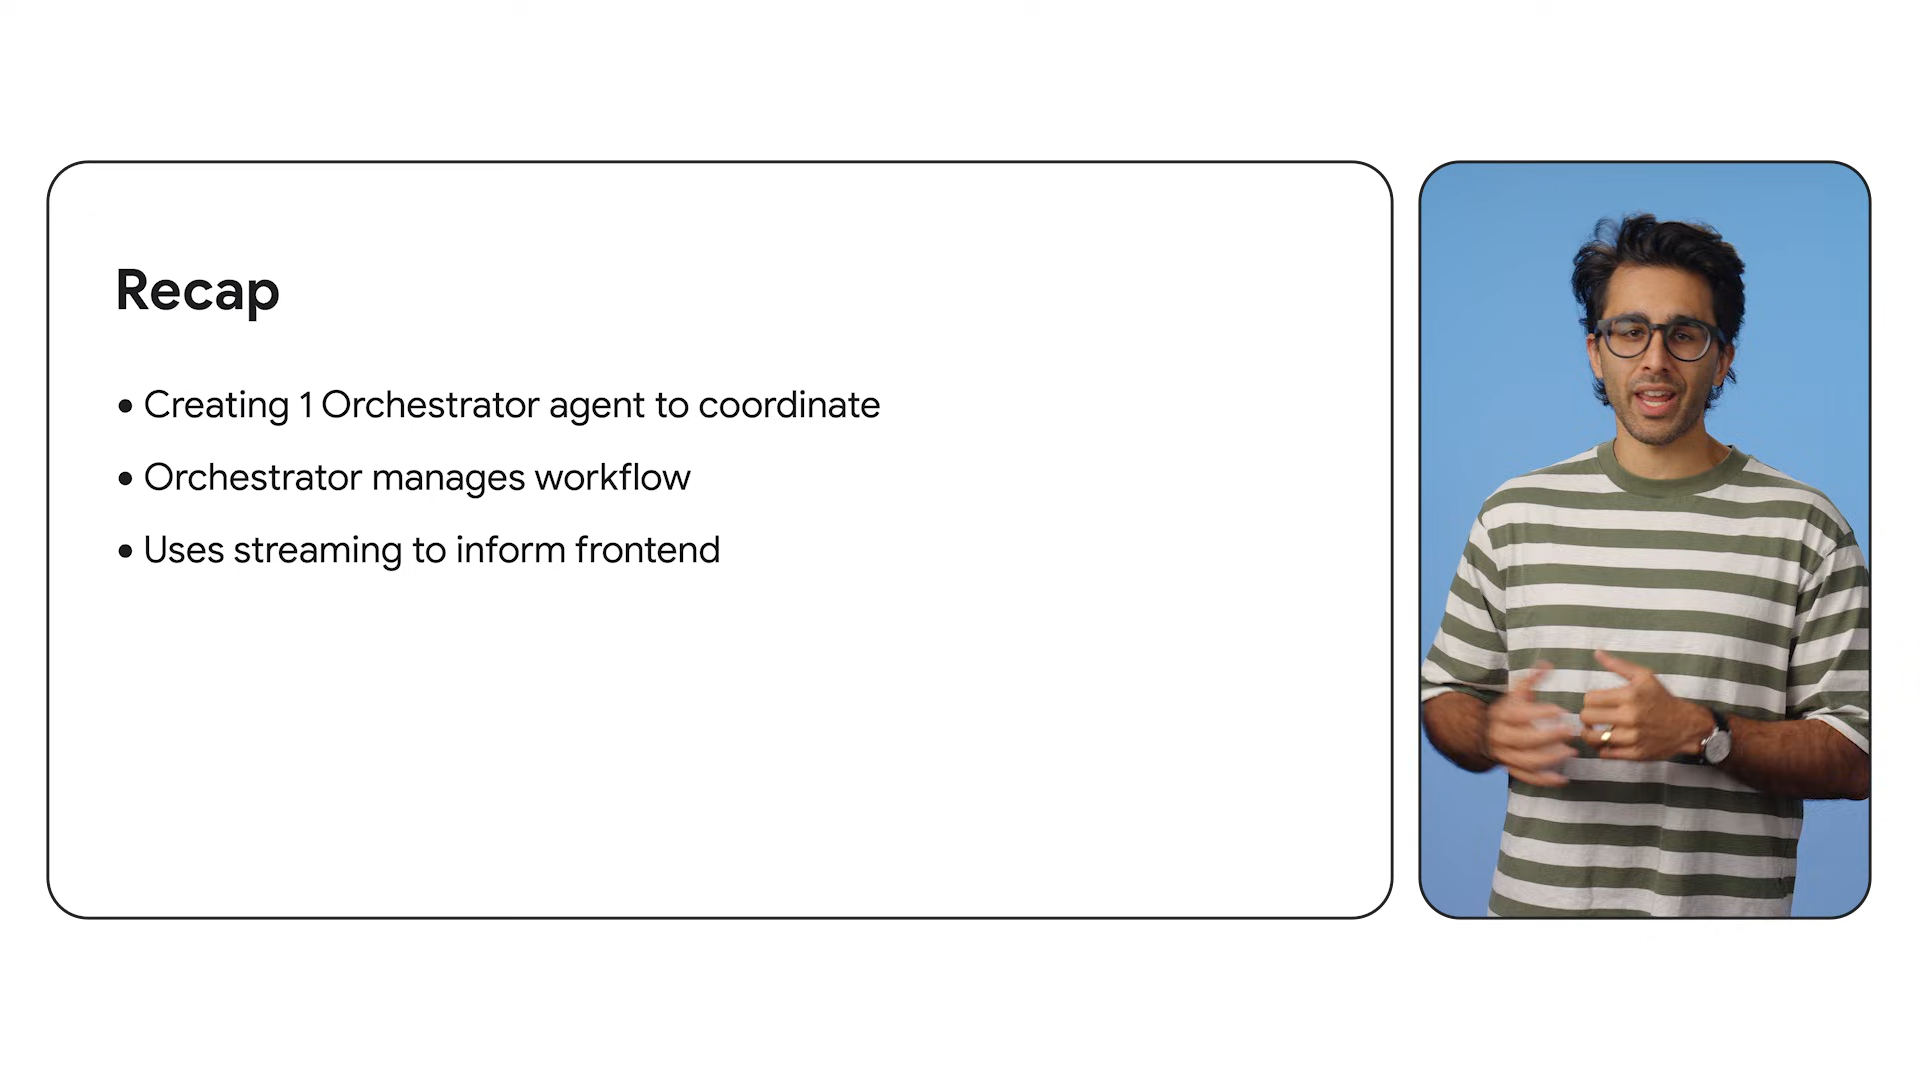 Recap
• Creating 1 Orchestrator agent to coordinate
• Orchestrator manages workflow
• Uses streaming to inform frontend